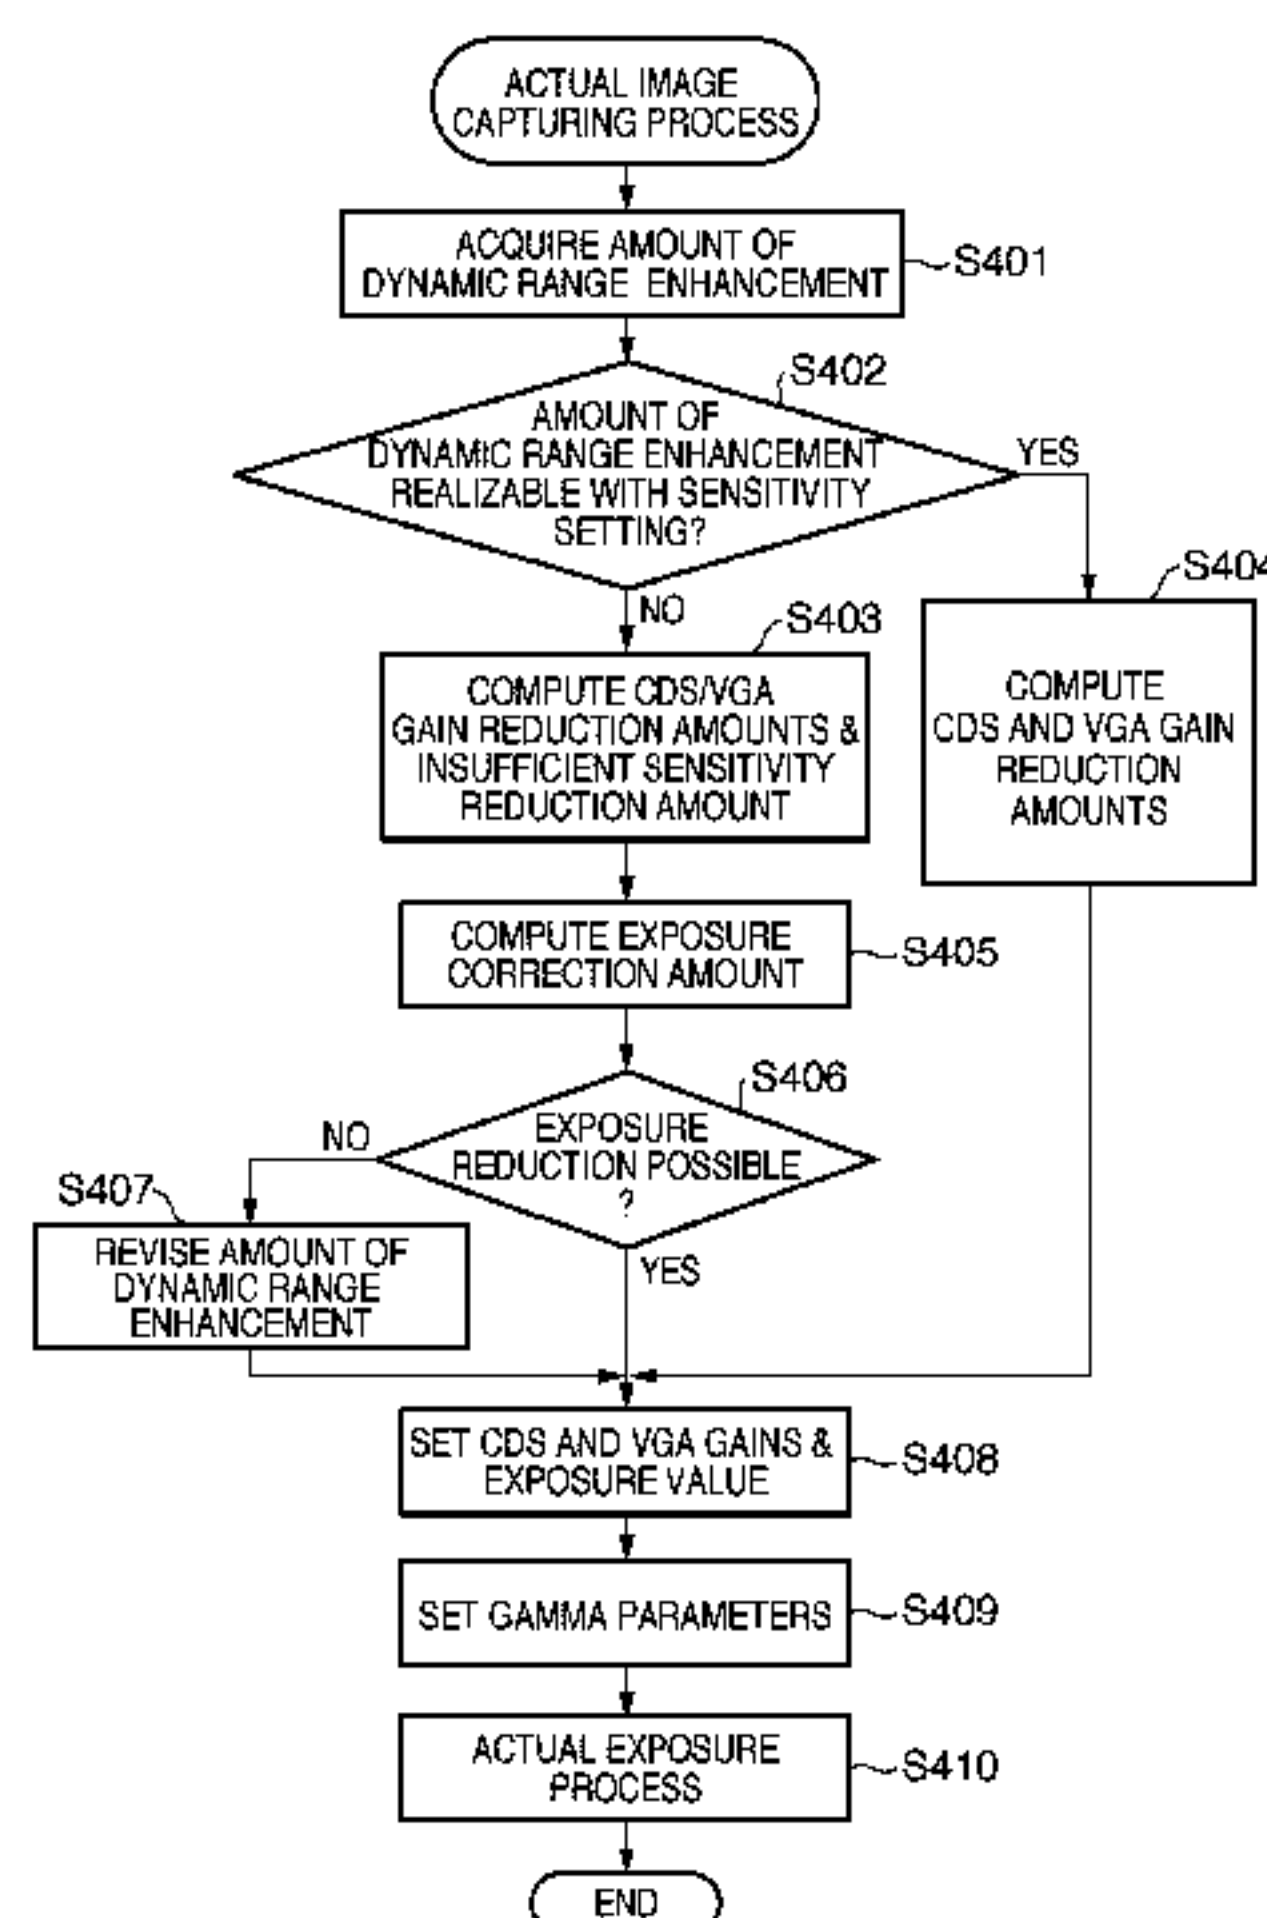 ACTUAL IMAGE
CAPTURING PROCESS
ACQUIRE AMOUNT OF
DYNAMIC RANGE ENHANCEMENT
S401
S402
AMOUNT OF
DYNAMIC RANGE ENHANCEMENT
REALIZABLE WITH SENSITIVITY
SETTING?
YES
NO
S403
COMPUTE CDS/VGA
GAIN REDUCTION AMOUNTS &
INSUFFICIENT SENSITIVITY
REDUCTION AMOUNT
S404
COMPUTE
CDS AND VGA GAIN
REDUCTION
AMOUNTS
COMPUTE EXPOSURE
CORRECTION AMOUNT
S405
S406
EXPOSURE
REDUCTION POSSIBLE
?
NO
YES
S407
REVISE AMOUNT OF
DYNAMIC RANGE
ENHANCEMENT
SET CDS AND VGA GAINS &
EXPOSURE VALUE
S408
SET GAMMA PARAMETERS
S409
ACTUAL EXPOSURE
PROCESS
S410
END